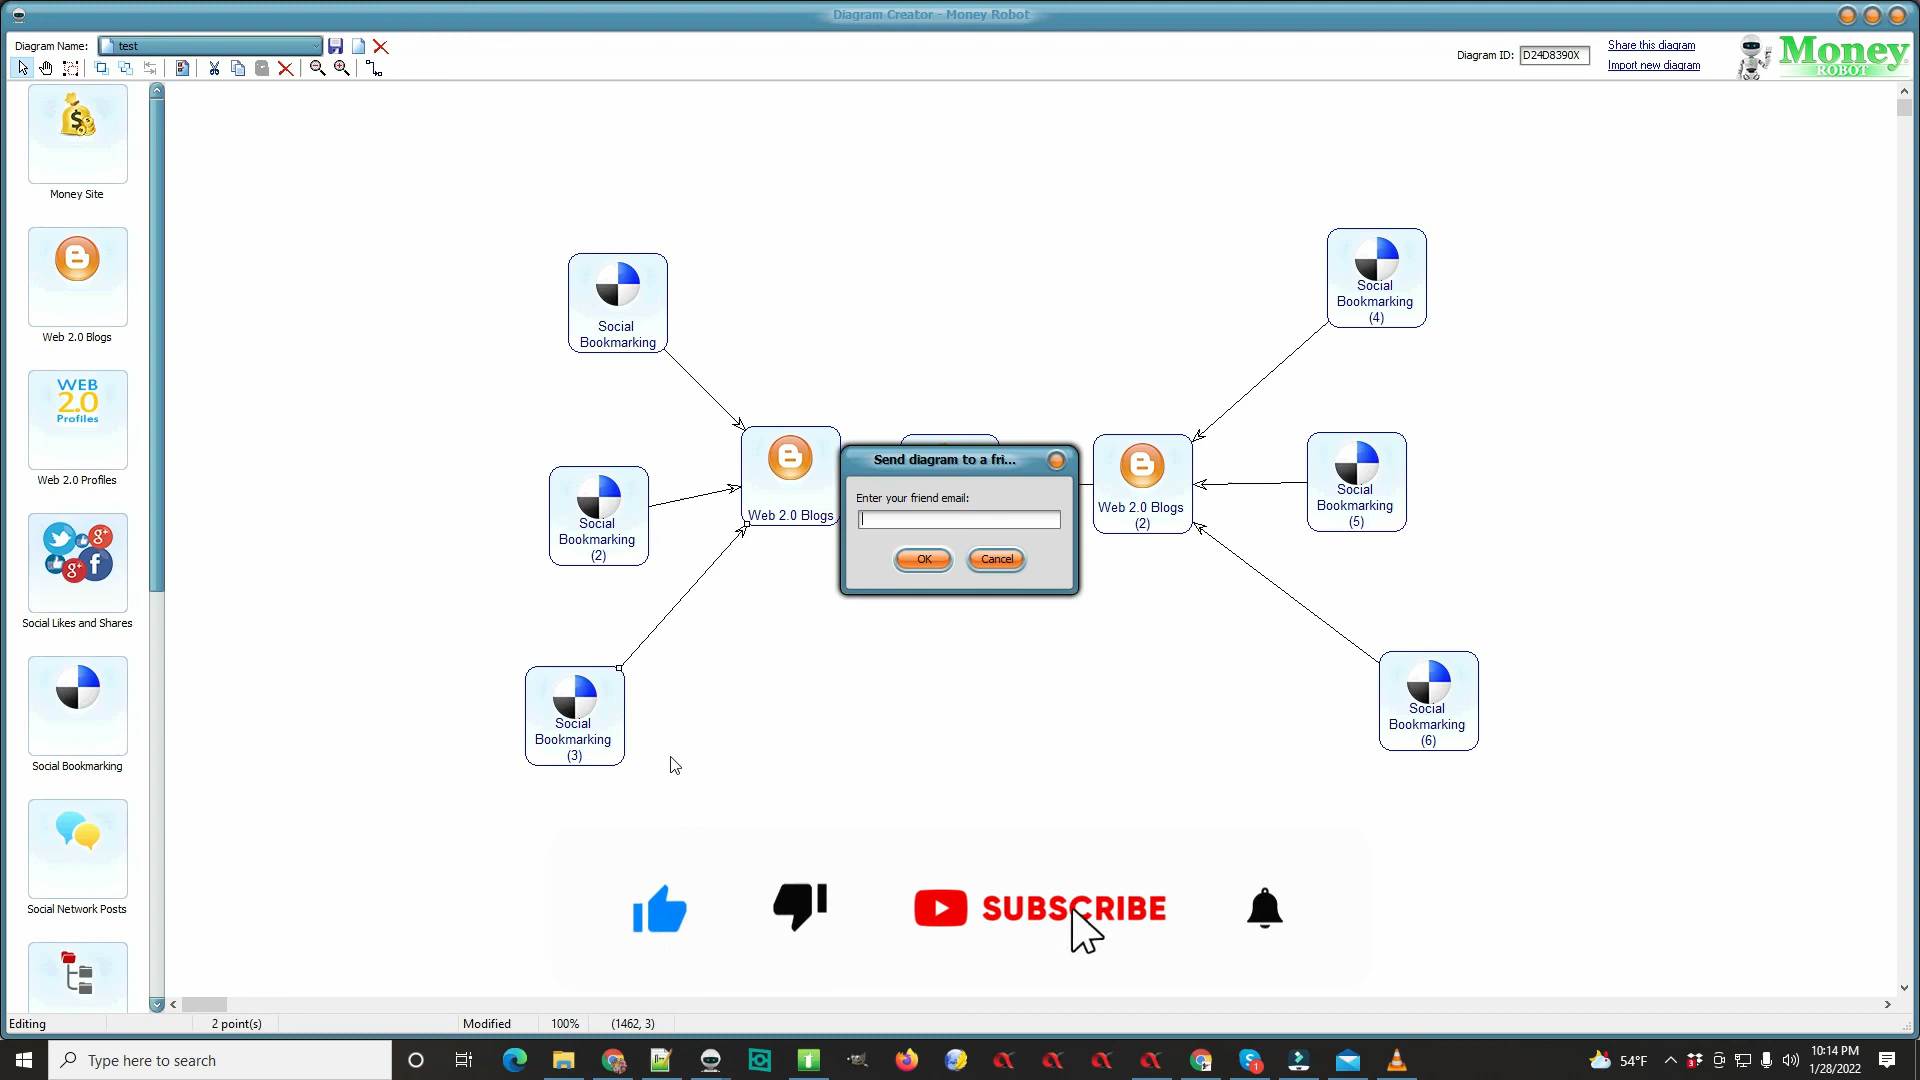 Diagram Creator - Money Robot
Diagram Name:
test
Diagram ID:
D24D8390X
Share this diagram
Import new diagram
Money
ROBOT
Money Site
Web 2.0 Blogs
WEB
2.0
Profiles
Web 2.0 Profiles
Social Likes and Shares
Social Bookmarking
Social Network Posts
Social
Bookmarking
Social
Bookmarking
(2)
Social
Bookmarking
(3)
Web 2.0 Blogs
Send diagram to a fri...
Enter your friend email:
OK
Cancel
Web 2.0 Blogs
(2)
Social
Bookmarking
(4)
Social
Bookmarking
(5)
Social
Bookmarking
(6)
SUBSCRIBE
Editing
2 point(s)
Modified
100%
(1462, 3)
Type here to search
54°F
10:14 PM
1/28/2022